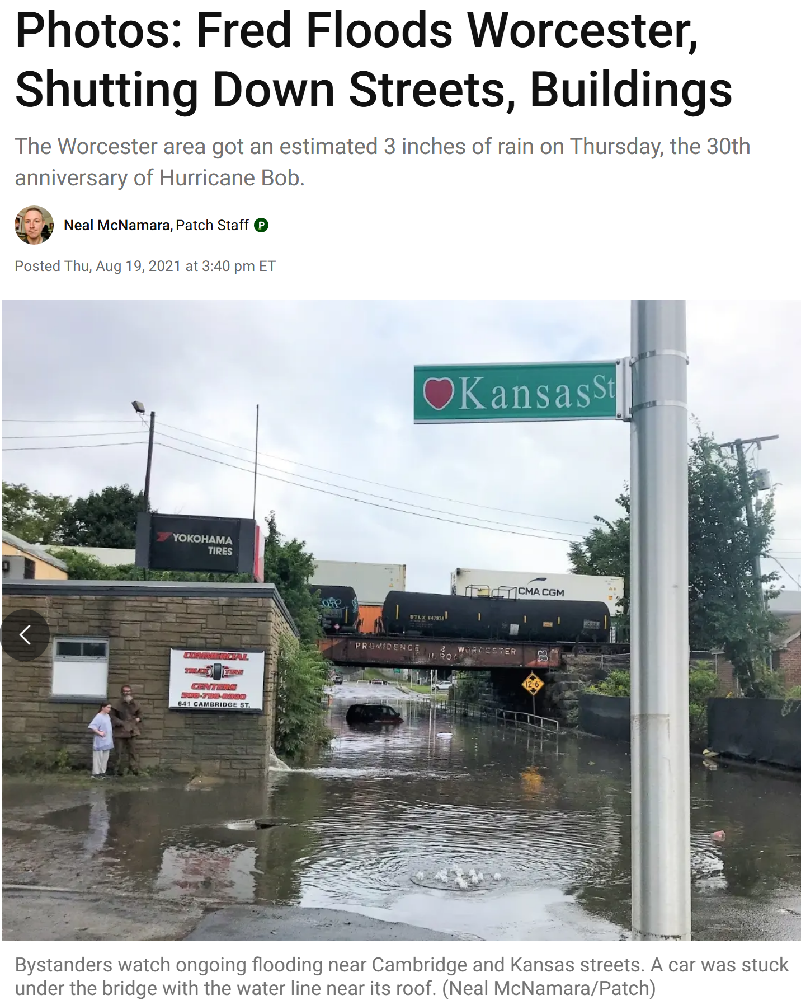 Photos: Fred Floods Worcester,
Shutting Down Streets, Buildings
The Worcester area got an estimated 3 inches of rain on Thursday, the 30th
anniversary of Hurricane Bob.
Neal McNamara, Patch Staff P
Posted Thu, Aug 19, 2021 at 3:40 pm ET
Kansas St
YOKOHAMA
TIRES
CMA CGM
UTLX 647938
PROVIDENCE & WORCESTER
12-6
COMMERCIAL
TRUCK TIRE
CENTERS
641 CAMBRIDGE ST.
Bystanders watch ongoing flooding near Cambridge and Kansas streets. A car was stuck
under the bridge with the water line near its roof. (Neal McNamara/Patch)